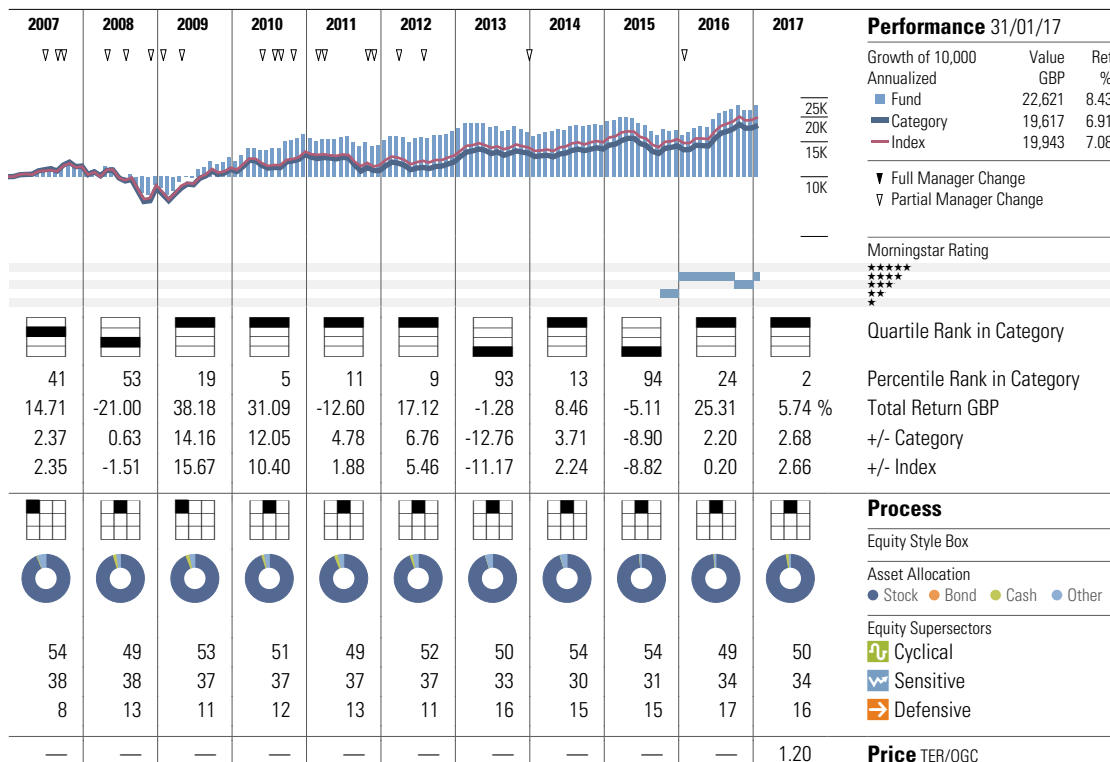 2007 2008 2009 2010 2011 2012 2013 2014 2015 2016 2017
Performance 31/01/17
Growth of 10,000 Value Ret
Annualized GBP %
Fund 22,621 8.43
Category 19,617 6.91
Index 19,943 7.08
▼ Full Manager Change
▽ Partial Manager Change
25K
20K
15K
10K
Morningstar Rating
★★★★★
★★★★
★★★
★★
★
Quartile Rank in Category
41 53 19 5 11 9 93 13 94 24 2 Percentile Rank in Category
14.71 -21.00 38.18 31.09 -12.60 17.12 -1.28 8.46 -5.11 25.31 5.74 % Total Return GBP
2.37 0.63 14.16 12.05 4.78 6.76 -12.76 3.71 -8.90 2.20 2.68 +/- Category
2.35 -1.51 15.67 10.40 1.88 5.46 -11.17 2.24 -8.82 0.20 2.66 +/- Index
Process
Equity Style Box
Asset Allocation
Stock Bond Cash Other
Equity Supersectors
54 49 53 51 49 52 50 54 54 49 50 Cyclical
38 38 37 37 37 37 33 30 31 34 34 Sensitive
8 13 11 12 13 11 16 15 15 17 16 Defensive
— — — — — — — — — — 1.20 Price TER/OGC